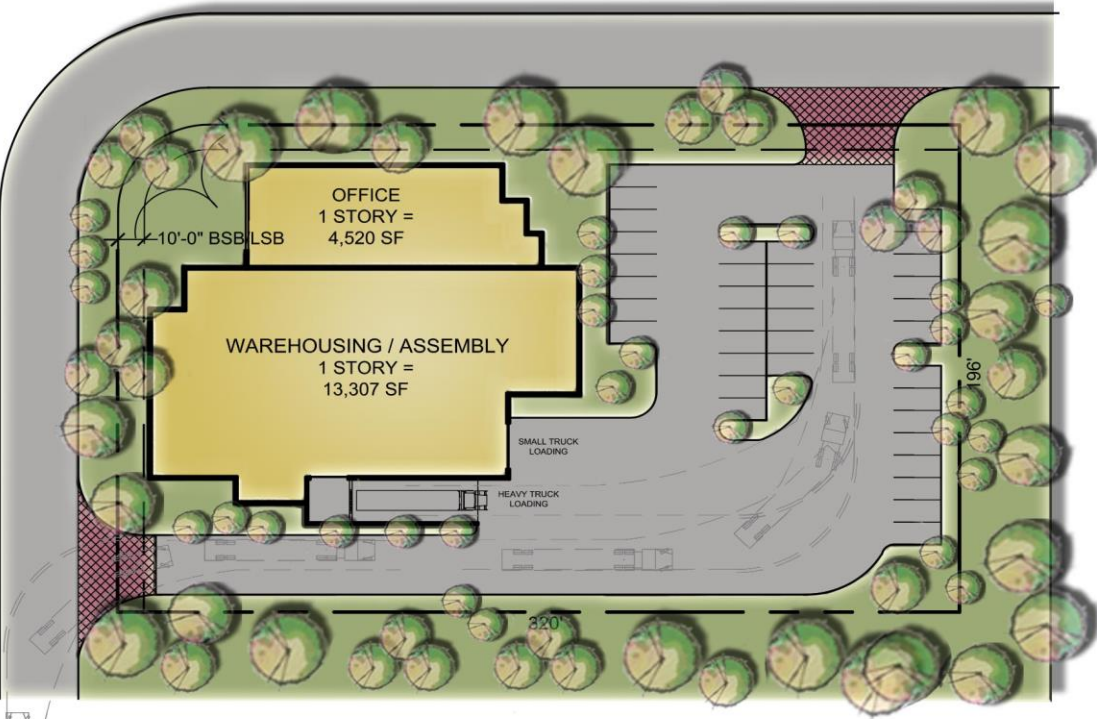 OFFICE
1 STORY =
4,520 SF
10'-0" BSB/LSB
WAREHOUSING / ASSEMBLY
1 STORY =
13,307 SF
196'
SMALL TRUCK
LOADING
HEAVY TRUCK
LOADING
320'